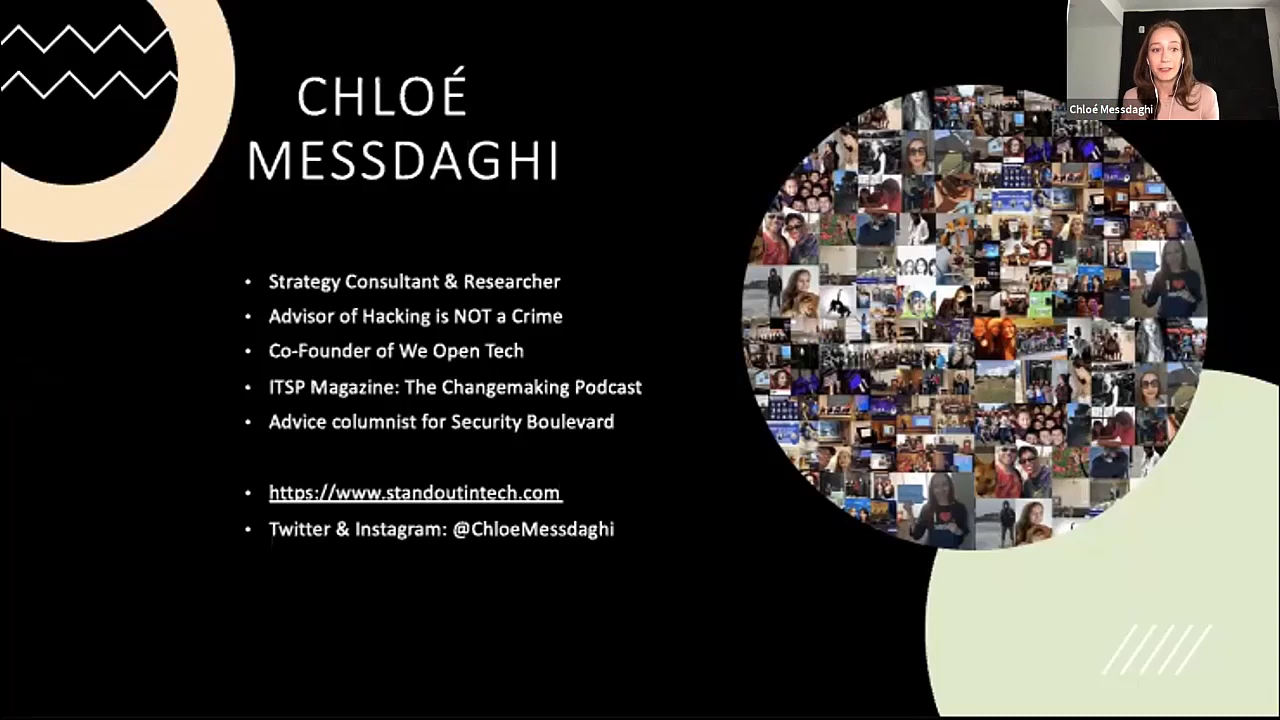 CHLOÉ
MESSDAGHI
Chloé Messdaghi
• Strategy Consultant & Researcher
• Advisor of Hacking is NOT a Crime
• Co-Founder of We Open Tech
• ITSP Magazine: The Changemaking Podcast
• Advice columnist for Security Boulevard
• https://www.standoutintech.com
• Twitter & Instagram: @ChloeMessdaghi